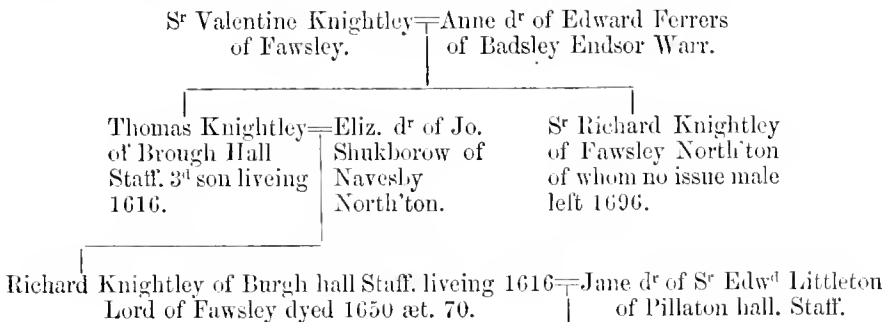 Sʳ Valentine Knightley
of Fawsley.
Anne dʳ of Edward Ferrers
of Badsley Endsor Warr.
Thomas Knightley
of Brough Hall
Staff. 3ᵈ son liveing
1616.
Eliz. dʳ of Jo.
Shukborow of
Navesby
North'ton.
Sʳ Richard Knightley
of Fawsley North'ton
of whom no issue male
left 1696.
Richard Knightley of Burgh hall Staff. liveing 1616
Lord of Fawsley dyed 1650 æt. 70.
Jane dʳ of Sʳ Edwᵈ Littleton
of Pillaton hall. Staff.